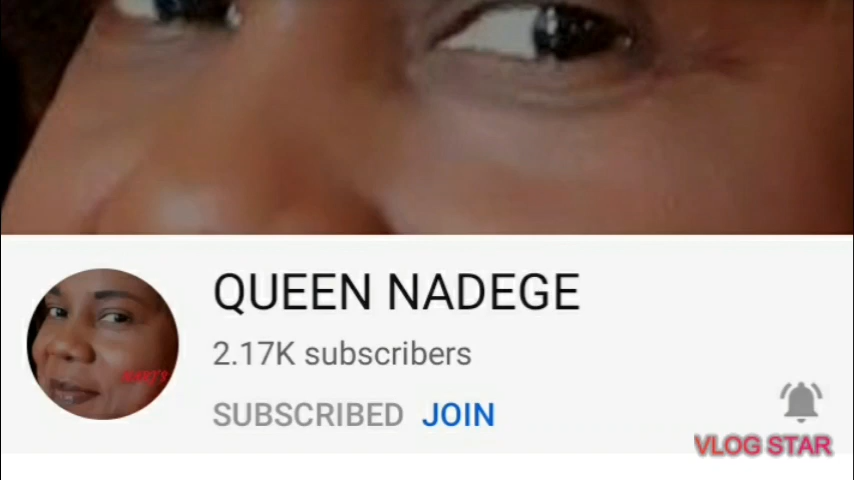 QUEEN NADEGE
2.17K subscribers
SUBSCRIBED JOIN
VLOG STAR